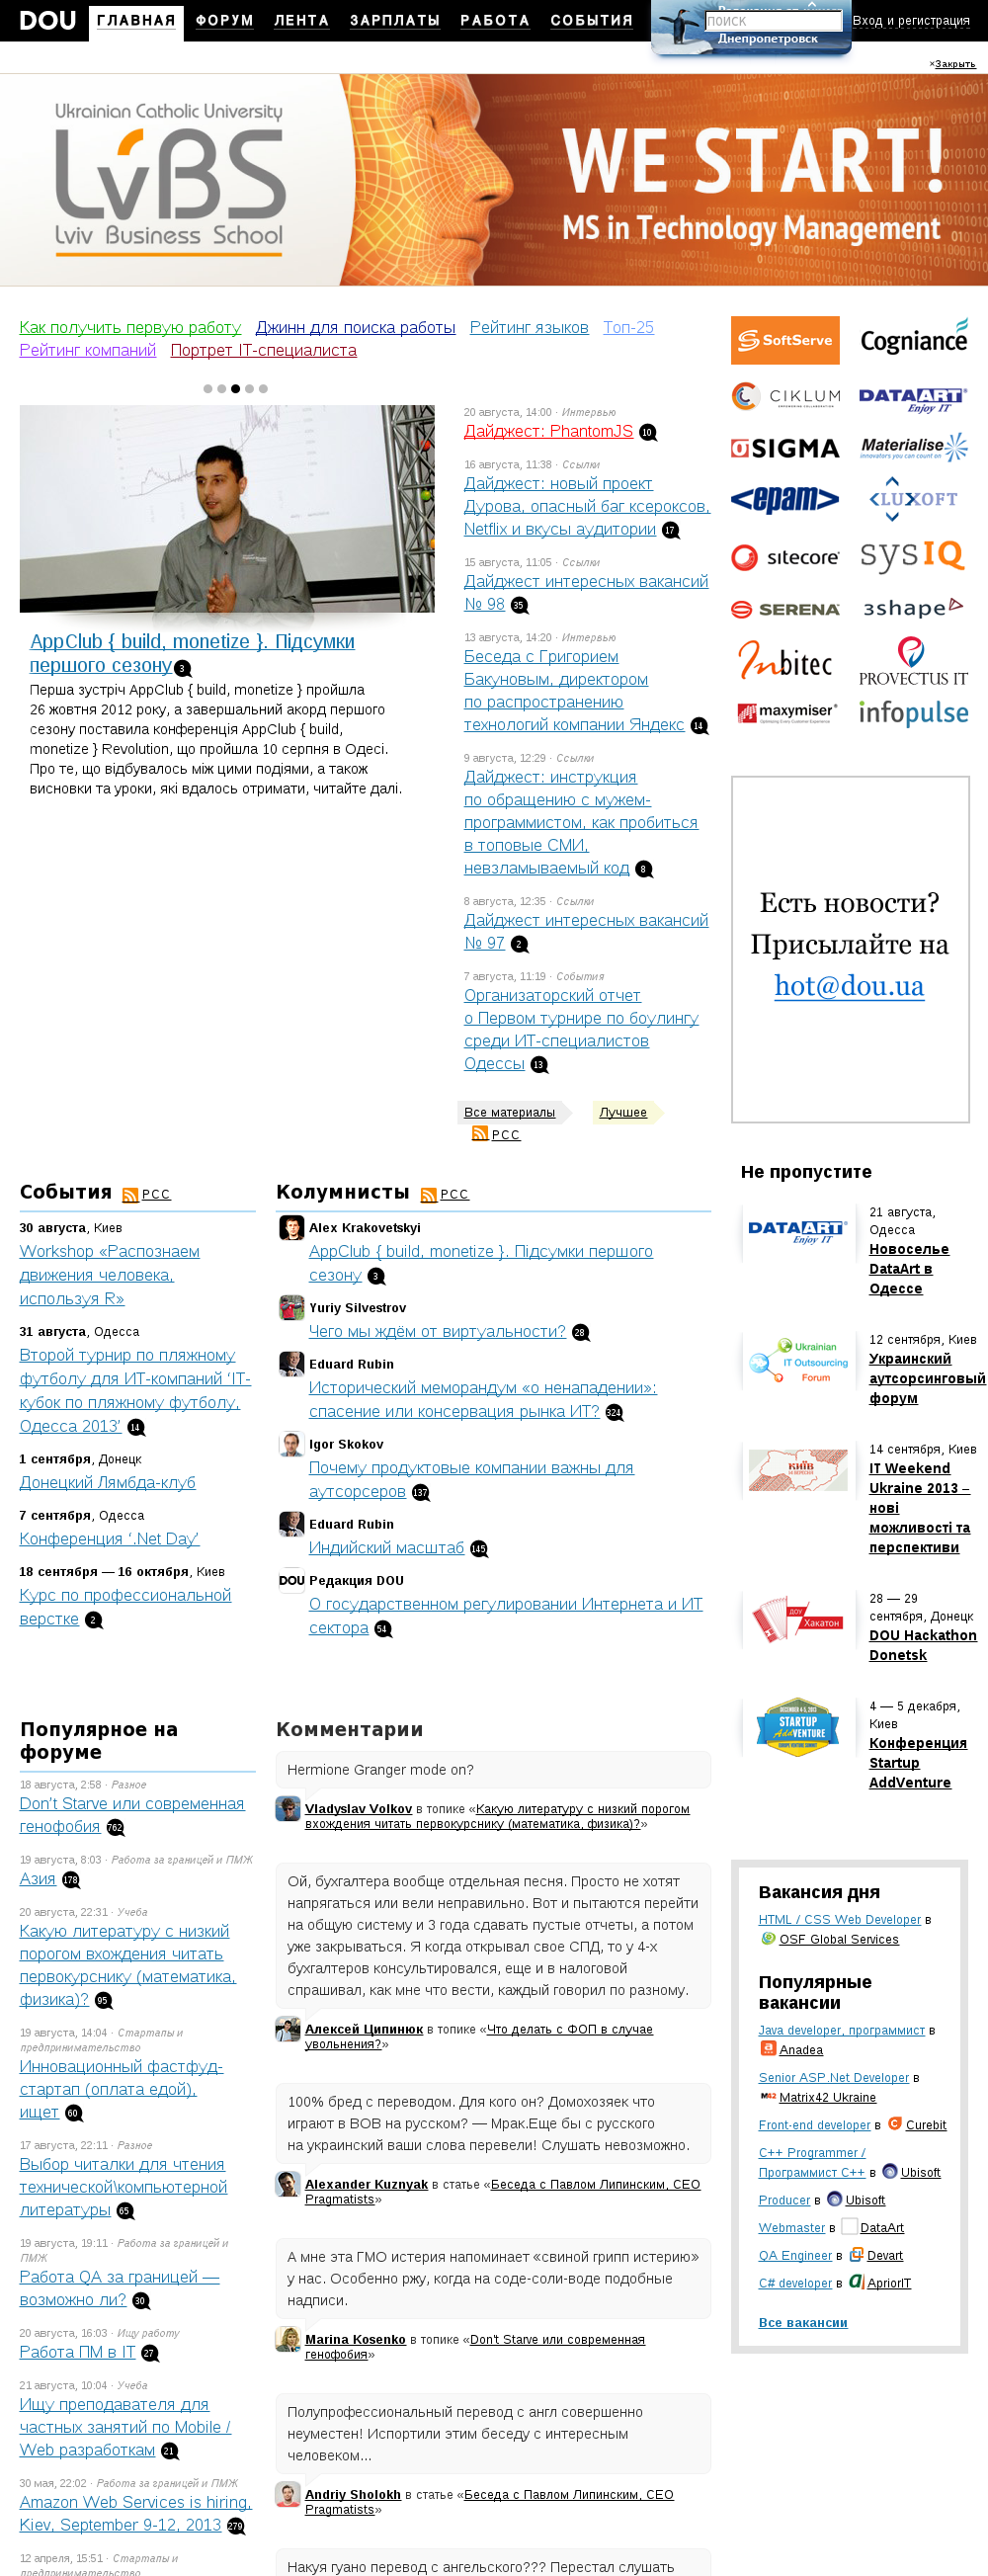 DOU
ГЛАВНАЯ
ФОРУМ
ЛЕНТА
ЗАРПЛАТЫ
РАБОТА
СОБЫТИЯ
ПОИСК
Днепропетровск
Вход и регистрация
×Закрыть
Ukrainian Catholic University
LvBS
Lviv Business School
WE START!
MS in Technology Management
Как получить первую работу Джинн для поиска работы Рейтинг языков Топ-25
Рейтинг компаний Портрет IT-специалиста
AppClub { build, monetize }. Підсумки
першого сезону 3
Перша зустріч AppClub { build, monetize } пройшла
26 жовтня 2012 року, а завершальний акорд першого
сезону поставила конференція AppClub { build,
monetize } Revolution, що пройшла 10 серпня в Одесі.
Про те, що відбувалось між цими подіями, а також
висновки та уроки, які вдалось отримати, читайте далі.
20 августа, 14:00 · Интервью
Дайджест: PhantomJS 10
16 августа, 11:38 · Ссылки
Дайджест: новый проект
Дурова, опасный баг ксероксов,
Netflix и вкусы аудитории 17
15 августа, 11:05 · Ссылки
Дайджест интересных вакансий
№ 98 35
13 августа, 14:20 · Интервью
Беседа с Григорием
Бакуновым, директором
по распространению
технологий компании Яндекс 14
9 августа, 12:29 · Ссылки
Дайджест: инструкция
по обращению с мужем-
программистом, как пробиться
в топовые СМИ,
невзламываемый код 8
8 августа, 12:35 · Ссылки
Дайджест интересных вакансий
№ 97 2
7 августа, 11:19 · События
Организаторский отчет
о Первом турнире по боулингу
среди ИТ-специалистов
Одессы 13
Все материалы
Лучшее
РСС
SoftServe
Cogniance
CIKLUM
DATAART
Enjoy IT
SIGMA
Materialise
innovators you can count on
<epam>
LUXOFT
sitecore
sysIQ
SERENA
3shape
Inbitec
PROVECTUS IT
maxymiser
infopulse
Есть новости?
Присылайте на
hot@dou.ua
Не пропустите
DATAART
Enjoy IT
21 августа,
Одесса
Новоселье
DataArt в
Одессе
Ukrainian
IT Outsourcing
Forum
12 сентября, Киев
Украинский
аутсорсинговый
форум
КИЇВ
14 сентября, Киев
IT Weekend
Ukraine 2013 –
нові
можливості та
перспективи
ДОУ
Хакатон
28 — 29
сентября, Донецк
DOU Hackathon
Donetsk
STARTUP
AddVENTURE
4 — 5 декабря,
Киев
Конференция
Startup
AddVenture
События РСС
30 августа, Киев
Workshop «Распознаем
движения человека,
используя R»
31 августа, Одесса
Второй турнир по пляжному
футболу для ИТ-компаний 'IT-
кубок по пляжному футболу,
Одесса 2013' 14
1 сентября, Донецк
Донецкий Лямбда-клуб
7 сентября, Одесса
Конференция '.Net Day'
18 сентября — 16 октября, Киев
Курс по профессиональной
верстке 2
Колумнисты РСС
Alex Krakovetskyi
AppClub { build, monetize }. Підсумки першого
сезону 3
Yuriy Silvestrov
Чего мы ждём от виртуальности? 28
Eduard Rubin
Исторический меморандум «о ненападении»:
спасение или консервация рынка ИТ? 324
Igor Skokov
Почему продуктовые компании важны для
аутсорсеров 137
Eduard Rubin
Индийский масштаб 145
DOU
Редакция DOU
О государственном регулировании Интернета и ИТ
сектора 54
Популярное на
форуме
18 августа, 2:58 · Разное
Don't Starve или современная
генофобия 762
19 августа, 8:03 · Работа за границей и ПМЖ
Азия 178
20 августа, 22:31 · Учеба
Какую литературу с низкий
порогом вхождения читать
первокурснику (математика,
физика)? 95
19 августа, 14:04 · Стартапы и
предпринимательство
Инновационный фастфуд-
стартап (оплата едой),
ищет 60
17 августа, 22:11 · Разное
Выбор читалки для чтения
технической\компьютерной
литературы 65
19 августа, 19:11 · Работа за границей и
ПМЖ
Работа QA за границей —
возможно ли? 30
20 августа, 16:03 · Ищу работу
Работа ПМ в IT 27
21 августа, 10:04 · Учеба
Ищу преподавателя для
частных занятий по Mobile /
Web разработкам 21
30 мая, 22:02 · Работа за границей и ПМЖ
Amazon Web Services is hiring,
Kiev, September 9-12, 2013 279
12 апреля, 15:51 · Стартапы и
предпринимательство
Комментарии
Hermione Granger mode on?
Vladyslav Volkov в топике «Какую литературу с низкий порогом
вхождения читать первокурснику (математика, физика)?»
Ой, бухгалтера вообще отдельная песня. Просто не хотят
напрягаться или вели неправильно. Вот и пытаются перейти
на общую систему и 3 года сдавать пустые отчеты, а потом
уже закрываться. Я когда открывал свое СПД, то у 4-х
бухгалтеров консультировался, еще и в налоговой
спрашивал, как мне что вести, каждый говорил по разному.
Алексей Ципинюк в топике «Что делать с ФОП в случае
увольнения?»
100% бред с переводом. Для кого он? Домохозяек что
играют в ВОВ на русском? — Мрак.Еще бы с русского
на украинский ваши слова перевели! Слушать невозможно.
Alexander Kuznyak в статье «Беседа с Павлом Липинским, CEO
Pragmatists»
А мне эта ГМО истерия напоминает «свиной грипп истерию»
у нас. Особенно ржу, когда на соде-соли-воде подобные
надписи.
Marina Kosenko в топике «Don't Starve или современная
генофобия»
Полупрофессиональный перевод с англ совершенно
неуместен! Испортили этим беседу с интересным
человеком...
Andriy Sholokh в статье «Беседа с Павлом Липинским, CEO
Pragmatists»
Накуя гуано перевод с ангельского??? Перестал слушать
Вакансия дня
HTML / CSS Web Developer в
OSF Global Services
Популярные
вакансии
Java developer, программист в
Anadea
Senior ASP.Net Developer в
Matrix42 Ukraine
Front-end developer в Curebit
C++ Programmer /
Программист C++ в Ubisoft
Producer в Ubisoft
Webmaster в DataArt
QA Engineer в Devart
C# developer в ApriorIT
Все вакансии